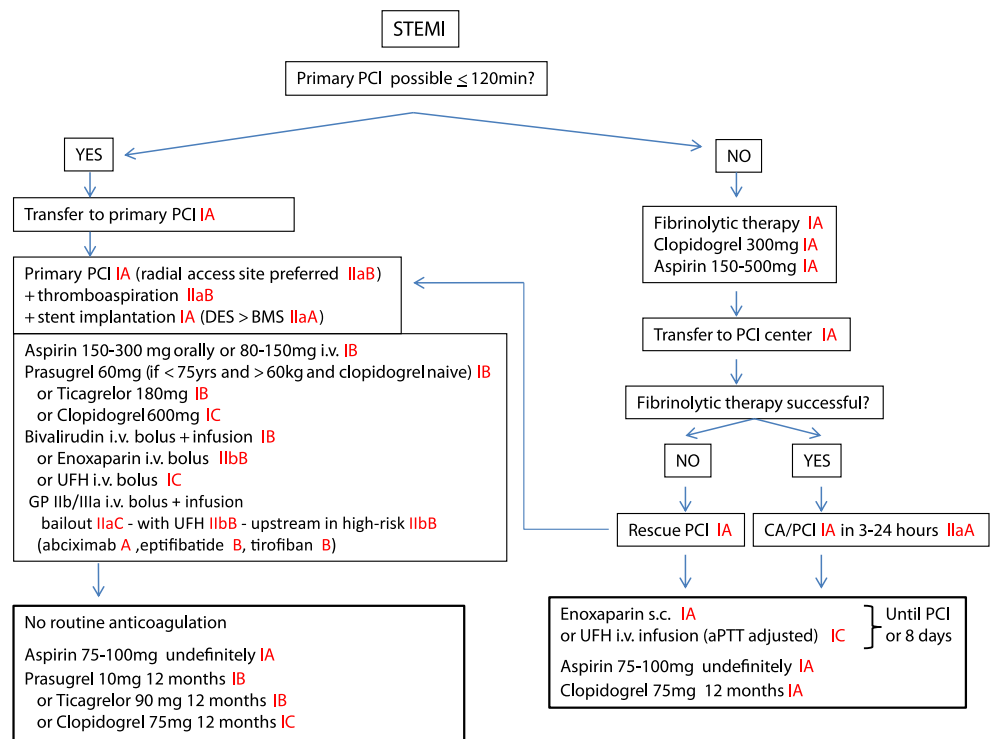 STEMI
Primary PCI possible ≤ 120min?
YES
NO
Transfer to primary PCI IA
Primary PCI IA (radial access site preferred IIaB)
+ thromboaspiration IIaB
+ stent implantation IA (DES > BMS IIaA)
Aspirin 150-300 mg orally or 80-150mg i.v. IB
Prasugrel 60mg (if < 75yrs and > 60kg and clopidogrel naive) IB
or Ticagrelor 180mg IB
or Clopidogrel 600mg IC
Bivalirudin i.v. bolus + infusion IB
or Enoxaparin i.v. bolus IIbB
or UFH i.v. bolus IC
GP IIb/IIIa i.v. bolus + infusion
bailout IIaC - with UFH IIbB - upstream in high-risk IIbB
(abciximab A ,eptifibatide B, tirofiban B)
No routine anticoagulation
Aspirin 75-100mg undefinitely IA
Prasugrel 10mg 12 months IB
or Ticagrelor 90 mg 12 months IB
or Clopidogrel 75mg 12 months IC
Fibrinolytic therapy IA
Clopidogrel 300mg IA
Aspirin 150-500mg IA
Transfer to PCI center IA
Fibrinolytic therapy successful?
NO
YES
Rescue PCI IA
CA/PCI IA in 3-24 hours IIaA
Enoxaparin s.c. IA
or UFH i.v. infusion (aPTT adjusted) IC
Until PCI
or 8 days
Aspirin 75-100mg undefinitely IA
Clopidogrel 75mg 12 months IA